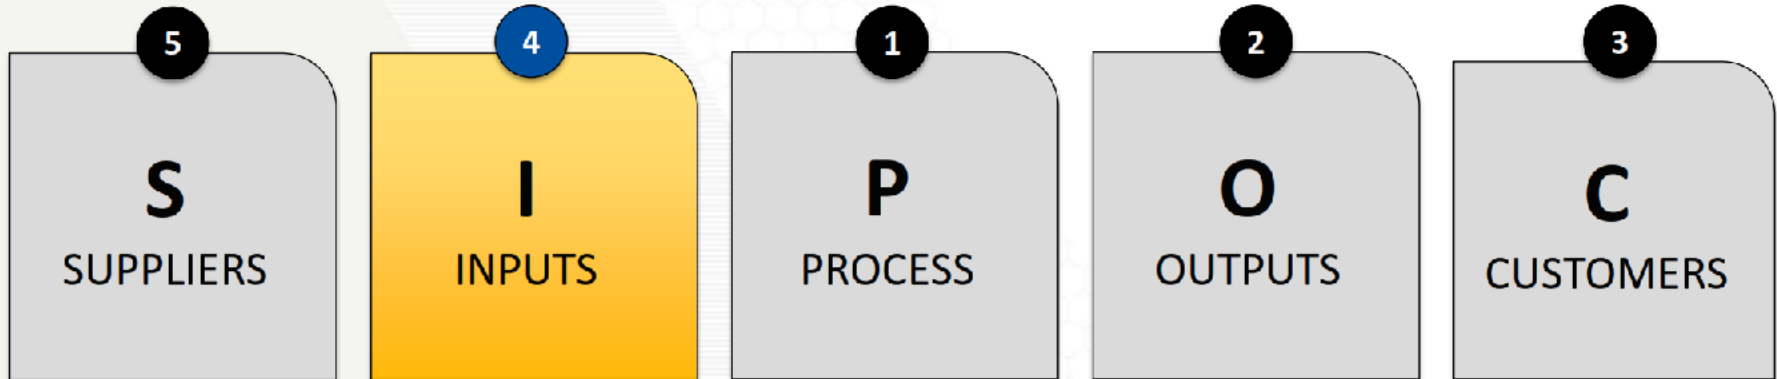 5
S
SUPPLIERS
4
I
INPUTS
1
P
PROCESS
2
O
OUTPUTS
3
C
CUSTOMERS